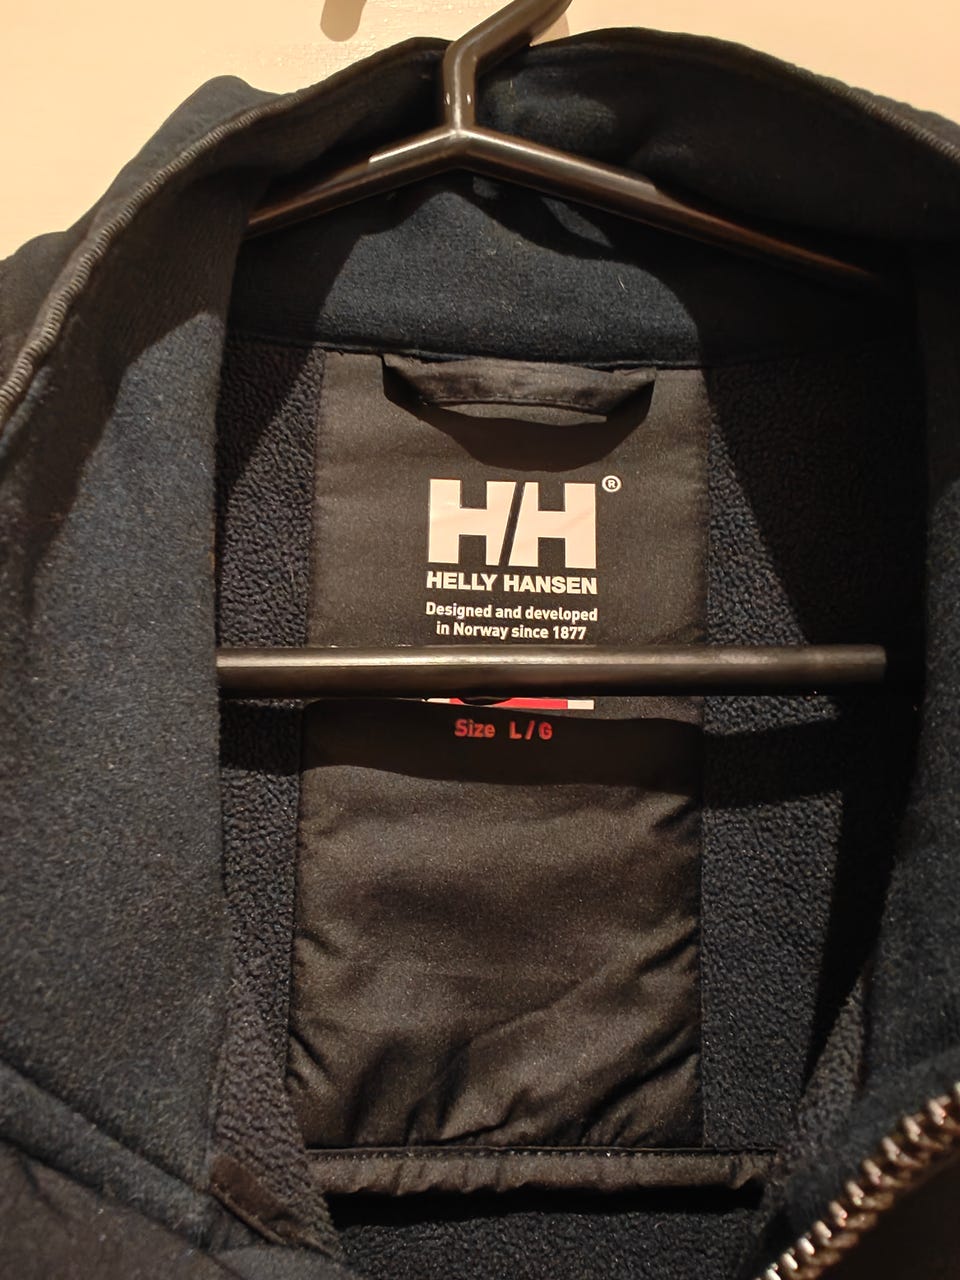 HH®
HELLY HANSEN
Designed and developed
in Norway since 1877
Size L/G